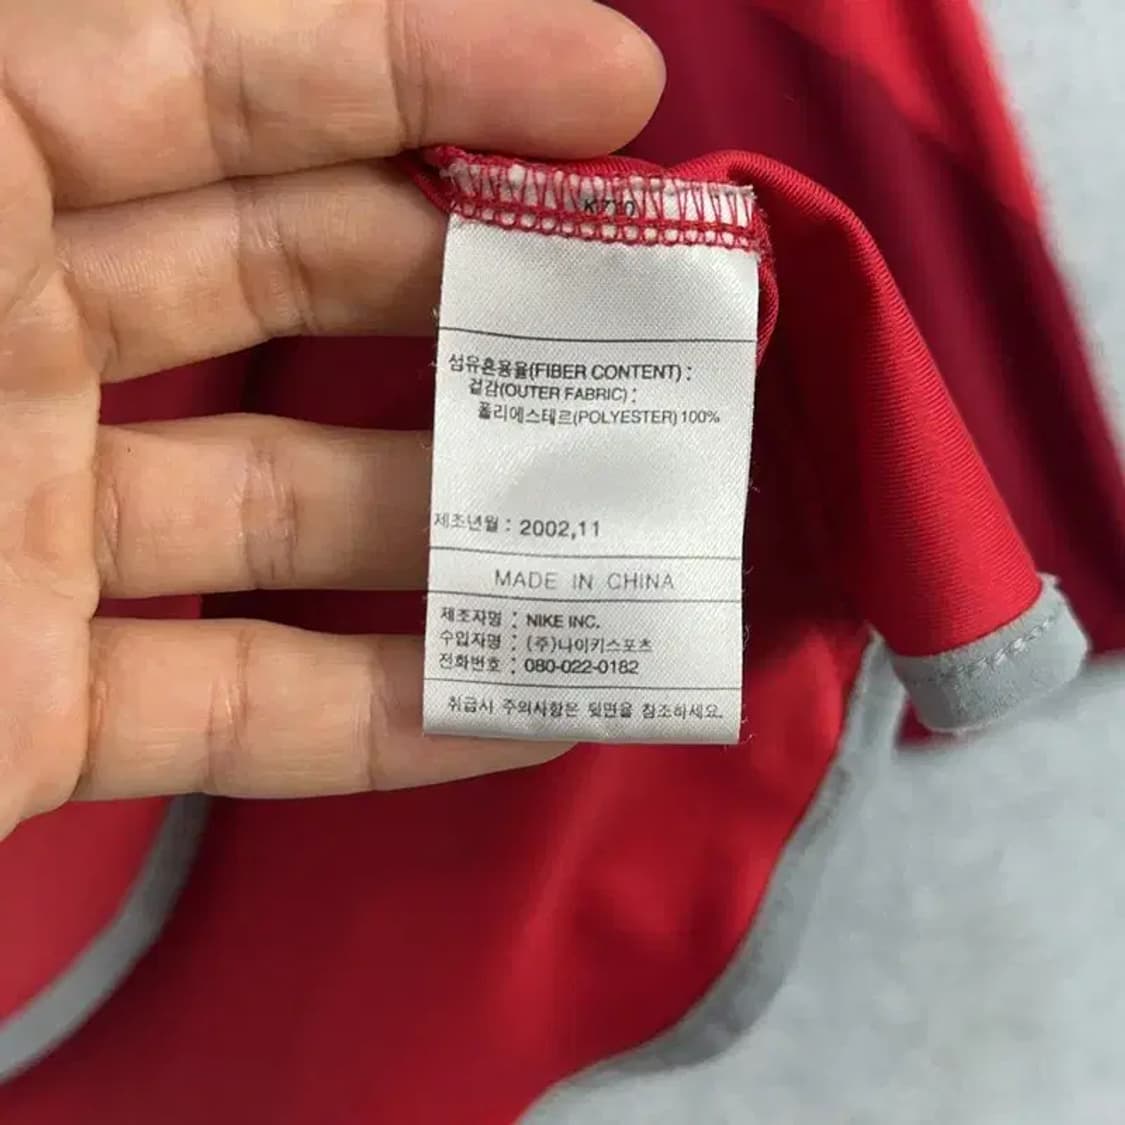 섬유혼용율(FIBER CONTENT) :
겉감(OUTER FABRIC) :
폴리에스테르(POLYESTER) 100%
제조년월 : 2002,11
MADE IN CHINA
제조자명 : NIKE INC.
수입자명 : (주)나이키스포츠
전화번호 : 080-022-0182
취급시 주의사항은 뒷면을 참조하세요.